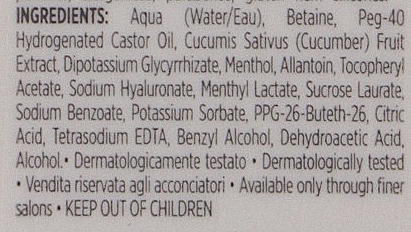 INGREDIENTS: Aqua (Water/Eau), Betaine, Peg-40
Hydrogenated Castor Oil, Cucumis Sativus (Cucumber) Fruit
Extract, Dipotassium Glycyrrhizate, Menthol, Allantoin, Tocopheryl
Acetate, Sodium Hyaluronate, Menthyl Lactate, Sucrose Laurate,
Sodium Benzoate, Potassium Sorbate, PPG-26-Buteth-26, Citric
Acid, Tetrasodium EDTA, Benzyl Alcohol, Dehydroacetic Acid,
Alcohol. • Dermatologicamente testato • Dermatologically tested
• Vendita riservata agli acconciatori • Available only through finer
salons • KEEP OUT OF CHILDREN